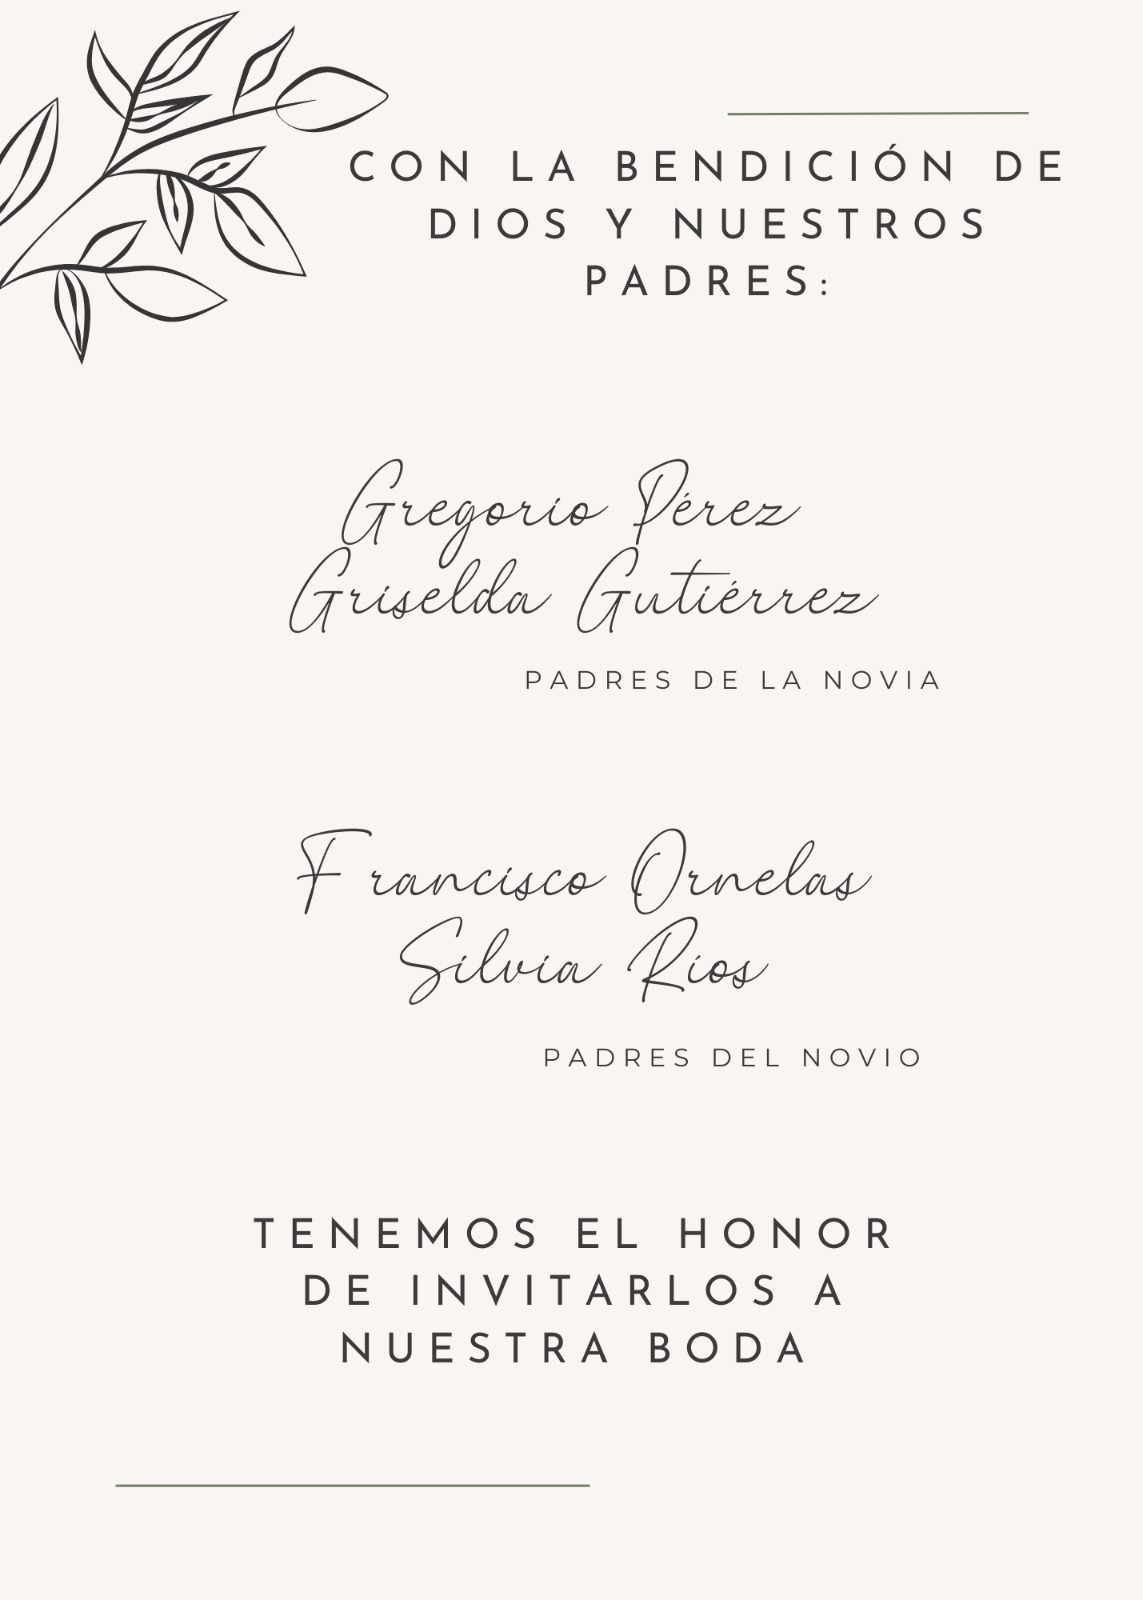 CON LA BENDICIÓN DE
DIOS Y NUESTROS
PADRES:
Gregorio Pérez
Griselda Gutiérrez
PADRES DE LA NOVIA
Francisco Ornelas
Silvia Ríos
PADRES DEL NOVIO
TENEMOS EL HONOR
DE INVITARLOS A
NUESTRA BODA